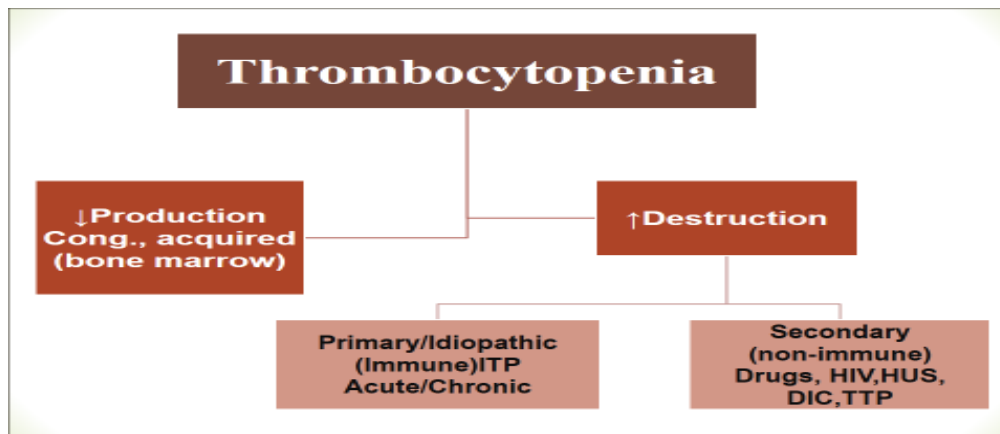 Thrombocytopenia
↓Production
Cong., acquired
(bone marrow)
↑Destruction
Primary/Idiopathic
(Immune)ITP
Acute/Chronic
Secondary
(non-immune)
Drugs, HIV,HUS,
DIC,TTP